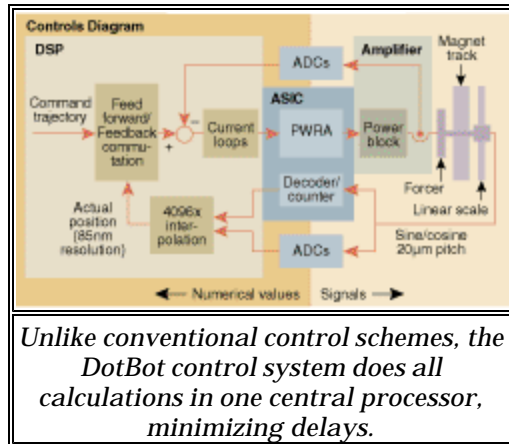 Controls Diagram
DSP
Command
trajectory
Feed
forward/
Feedback
commu-
tation
+
−
Current
loops
ADCs
ASIC
PWRA
Decoder/
counter
Amplifier
Power
block
Magnet
track
Forcer
Linear scale
Actual
position
(85nm
resolution)
4096x
inter-
polation
ADCs
Sine/cosine
20µm pitch
Numerical values
Signals
Unlike conventional control schemes, the
DotBot control system does all
calculations in one central processor,
minimizing delays.